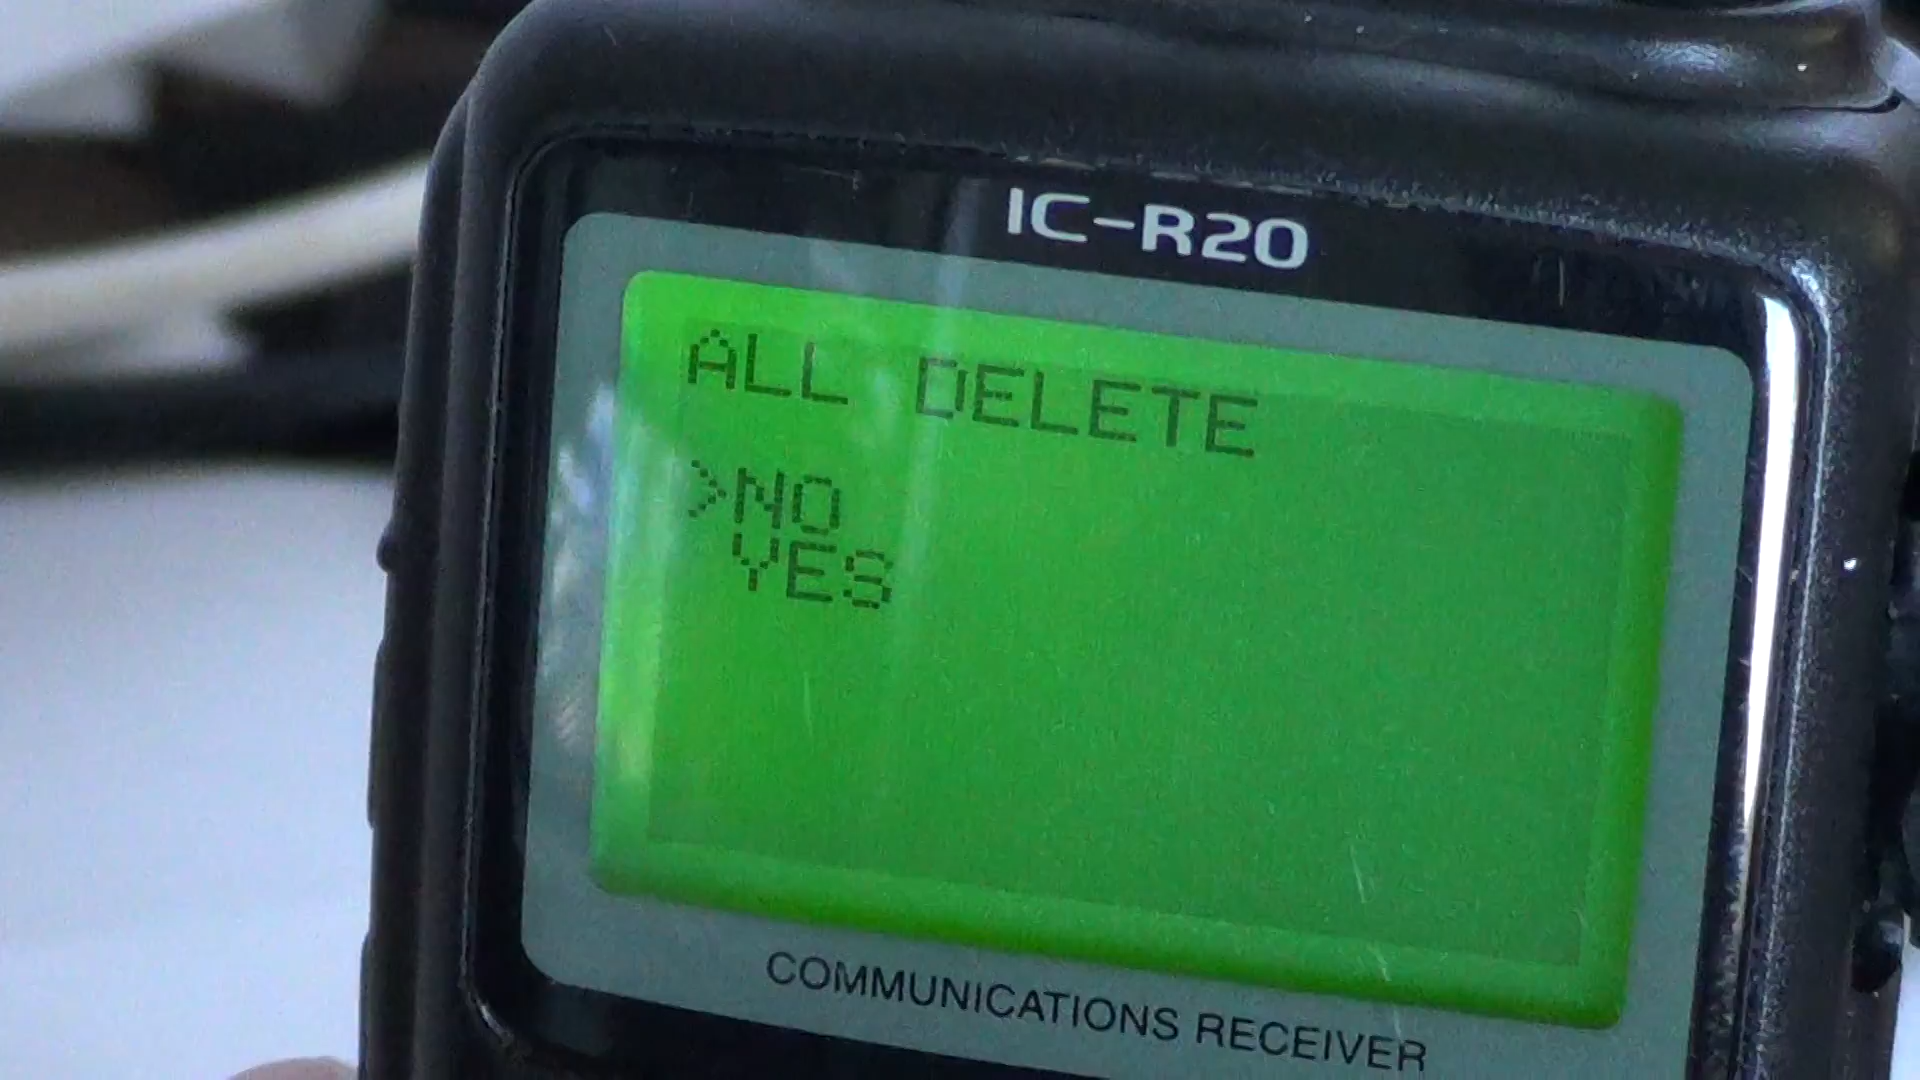 IC-R20
ALL DELETE
>NO
YES
COMMUNICATIONS RECEIVER